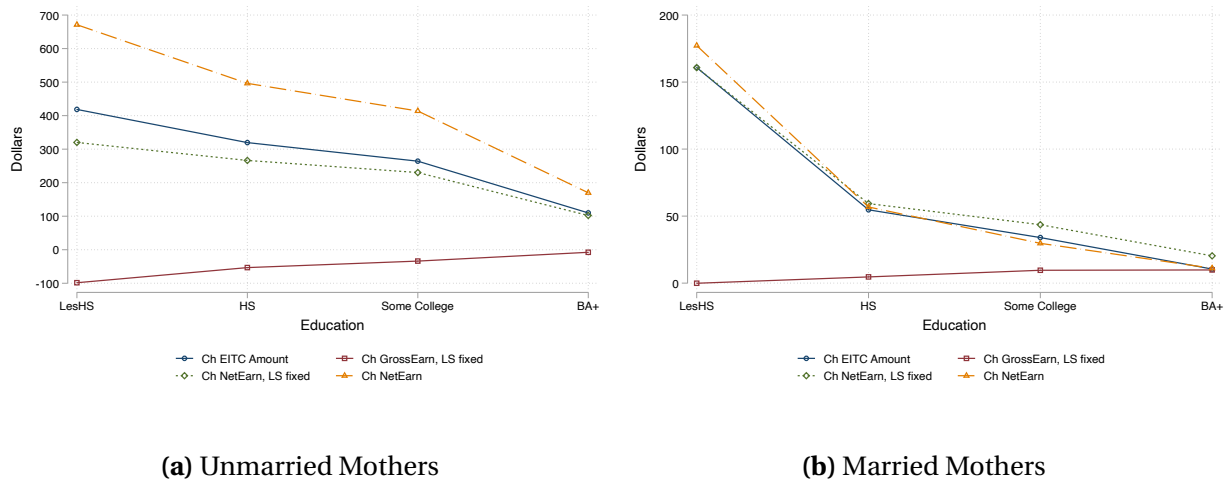 700
600
500
400
300
200
100
0
-100
Dollars
LesHS HS Some College BA+
Education
Ch EITC Amount Ch GrossEarn, LS fixed
Ch NetEarn, LS fixed Ch NetEarn
(a) Unmarried Mothers
200
150
100
50
0
Dollars
LesHS HS Some College BA+
Education
Ch EITC Amount Ch GrossEarn, LS fixed
Ch NetEarn, LS fixed Ch NetEarn
(b) Married Mothers